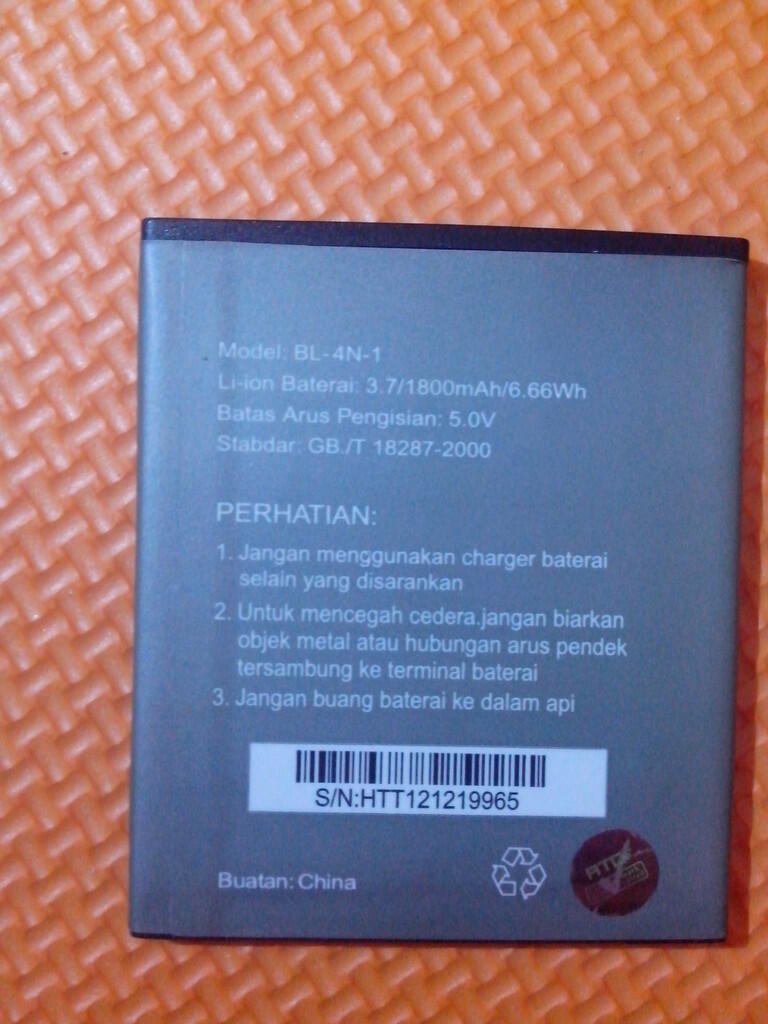 Model: BL-4N-1
Li-ion Baterai: 3.7/1800mAh/6.66Wh
Batas Arus Pengisian: 5.0V
Stabdar: GB./T 18287-2000
PERHATIAN:
1. Jangan menggunakan charger baterai
selain yang disarankan
2. Untuk mencegah cedera.jangan biarkan
objek metal atau hubungan arus pendek
tersambung ke terminal baterai
3. Jangan buang baterai ke dalam api
S/N:HTT121219965
Buatan: China